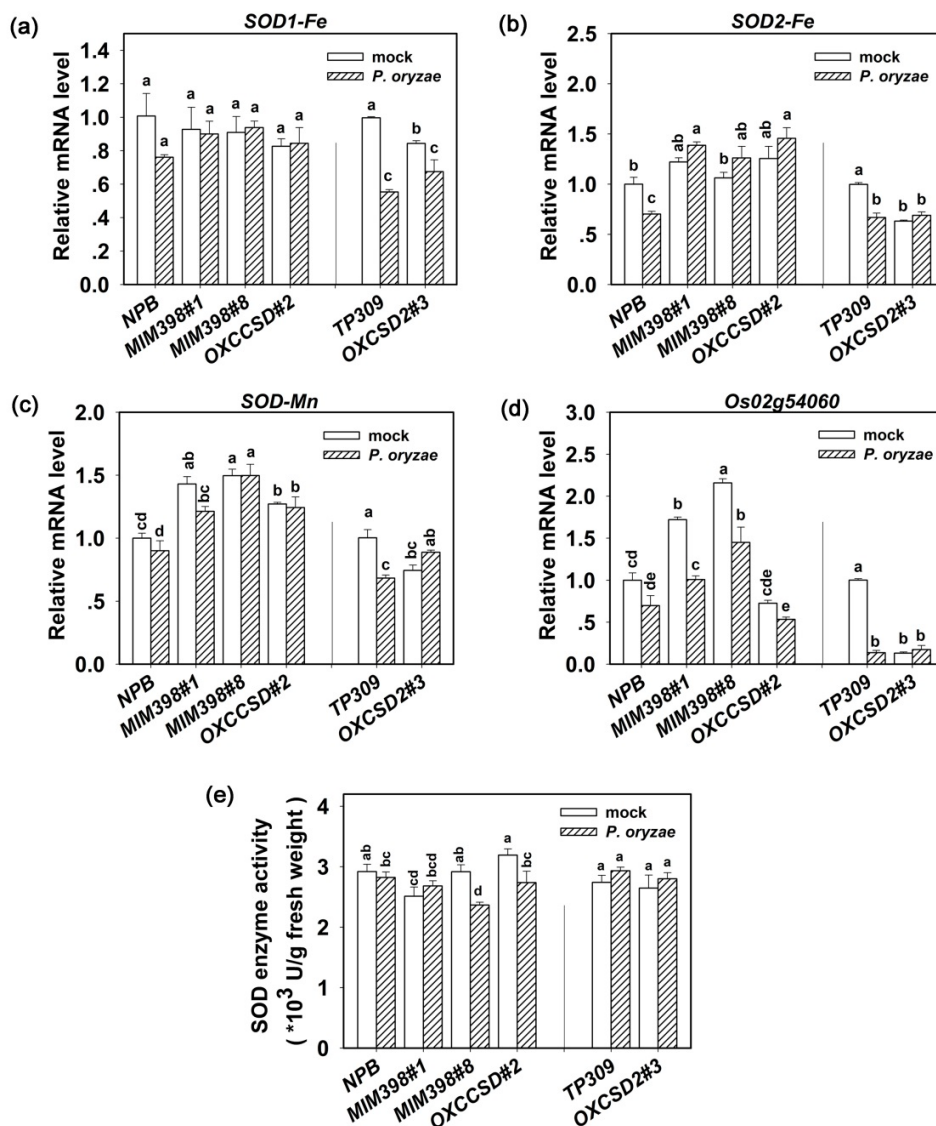 (a)
SOD1-Fe
Relative mRNA level
1.4
1.2
1.0
.8
.6
.4
.2
0.0
mock
P. oryzae
a a a a a a a a a c b c
NPB
MIM398#1
MIM398#8
OXCCSD#2
TP309
OXCSD2#3
(b)
SOD2-Fe
Relative mRNA level
2.5
2.0
1.5
1.0
.5
0.0
mock
P. oryzae
b c ab a b ab ab a a b b b
NPB
MIM398#1
MIM398#8
OXCCSD#2
TP309
OXCSD2#3
(c)
SOD-Mn
Relative mRNA level
2.0
1.5
1.0
.5
0.0
mock
P. oryzae
cd d ab bc a a b b a c bc ab
NPB
MIM398#1
MIM398#8
OXCCSD#2
TP309
OXCSD2#3
(d)
Os02g54060
Relative mRNA level
3.0
2.5
2.0
1.5
1.0
.5
0.0
mock
P. oryzae
cd de b c a b cde e a b b b
NPB
MIM398#1
MIM398#8
OXCCSD#2
TP309
OXCSD2#3
(e)
SOD enzyme activity
( *10³ U/g fresh weight )
4
3
2
1
0
mock
P. oryzae
ab bc cd bcd ab d a bc a a a a
NPB
MIM398#1
MIM398#8
OXCCSD#2
TP309
OXCSD2#3